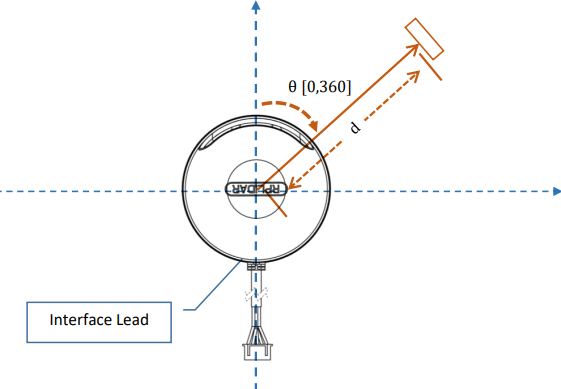 θ [0,360]
d
RPLIDAR
Interface Lead